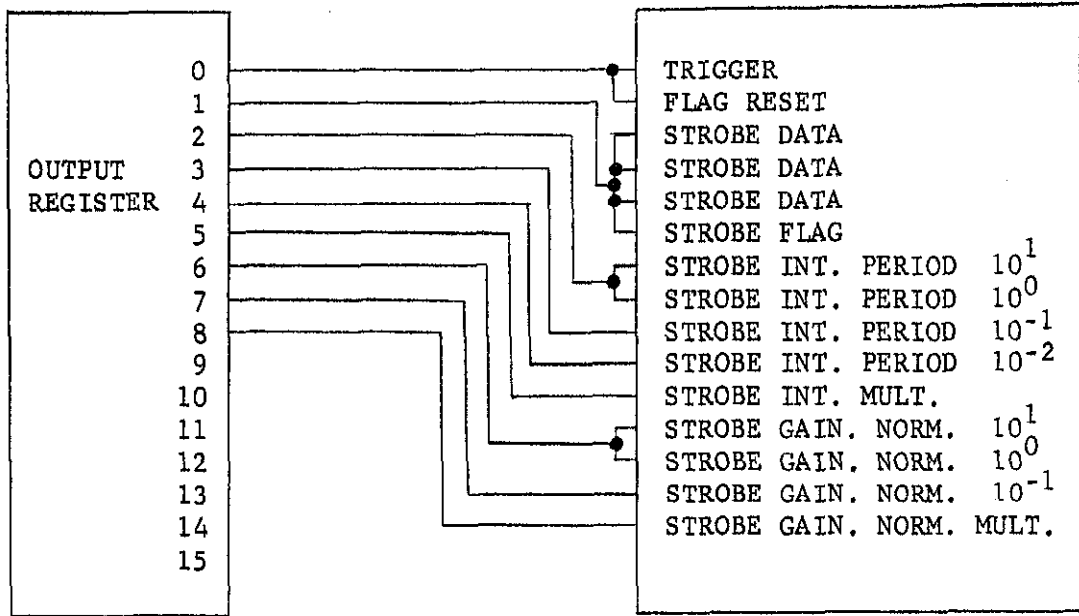 0
1
2
3
4
5
6
7
8
9
10
11
12
13
14
15
OUTPUT
REGISTER
TRIGGER
FLAG RESET
STROBE DATA
STROBE DATA
STROBE DATA
STROBE FLAG
STROBE INT. PERIOD 10^1
STROBE INT. PERIOD 10^0
STROBE INT. PERIOD 10^-1
STROBE INT. PERIOD 10^-2
STROBE INT. MULT.
STROBE GAIN. NORM. 10^1
STROBE GAIN. NORM. 10^0
STROBE GAIN. NORM. 10^-1
STROBE GAIN. NORM. MULT.